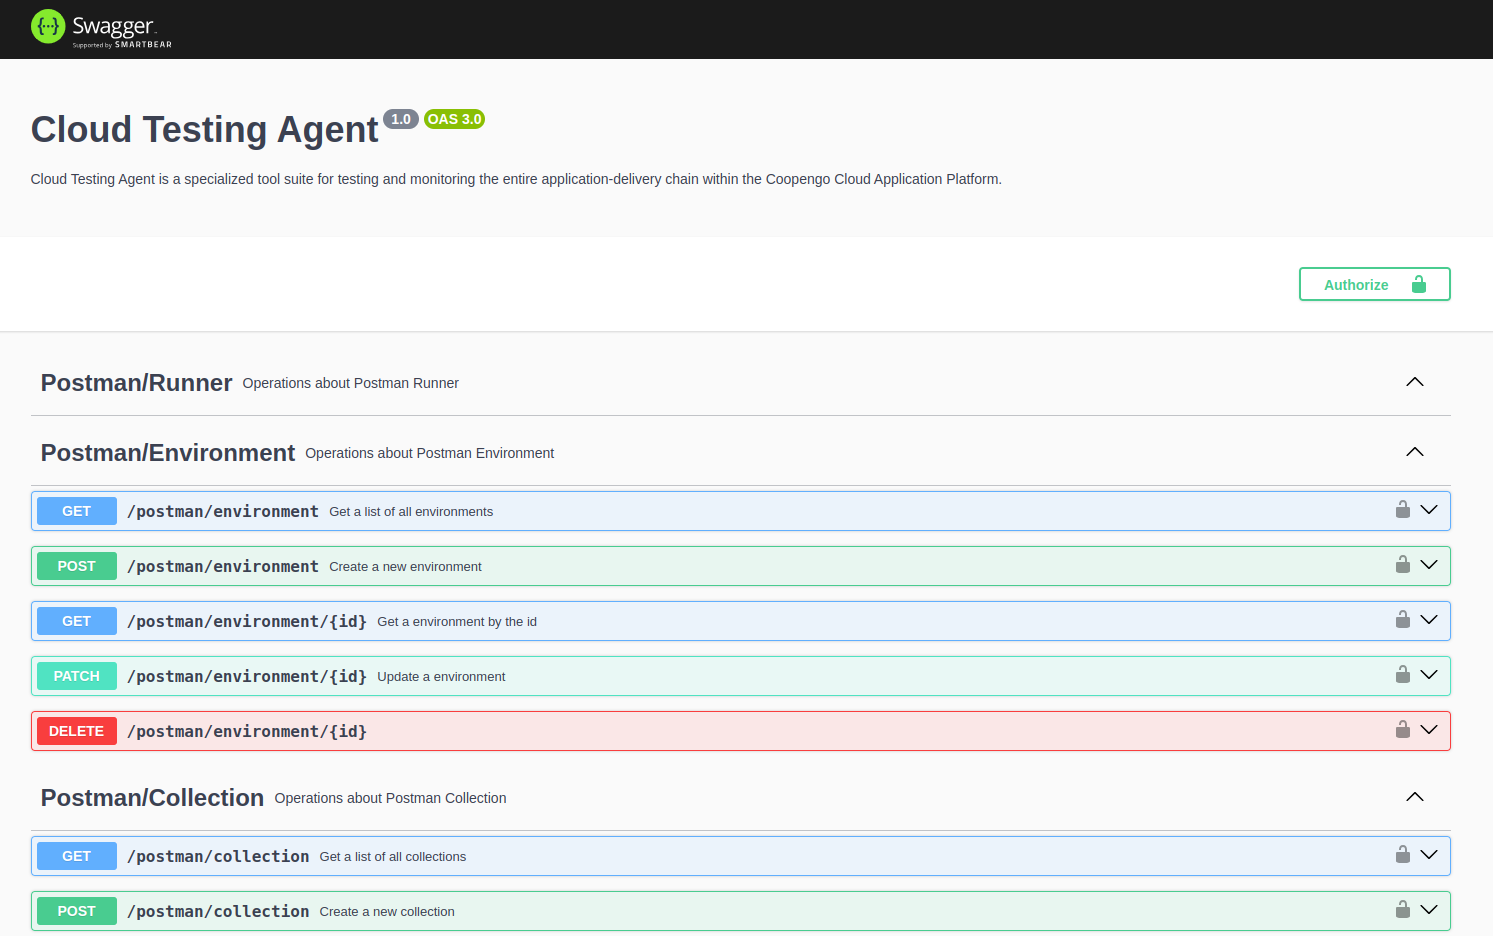 Swagger
Supported by SMARTBEAR
Cloud Testing Agent 1.0 OAS 3.0
Cloud Testing Agent is a specialized tool suite for testing and monitoring the entire application-delivery chain within the Coopengo Cloud Application Platform.
Authorize
Postman/Runner Operations about Postman Runner
Postman/Environment Operations about Postman Environment
GET /postman/environment Get a list of all environments
POST /postman/environment Create a new environment
GET /postman/environment/{id} Get a environment by the id
PATCH /postman/environment/{id} Update a environment
DELETE /postman/environment/{id}
Postman/Collection Operations about Postman Collection
GET /postman/collection Get a list of all collections
POST /postman/collection Create a new collection